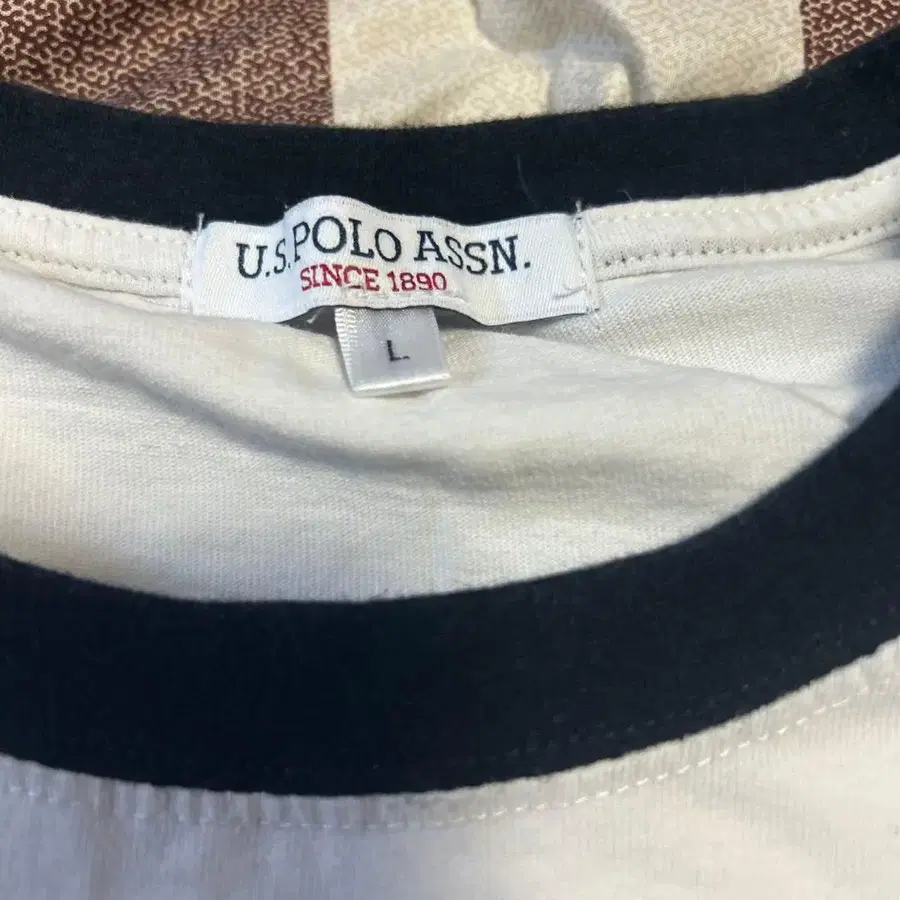 U.S. POLO ASSN.
SINCE 1890
L